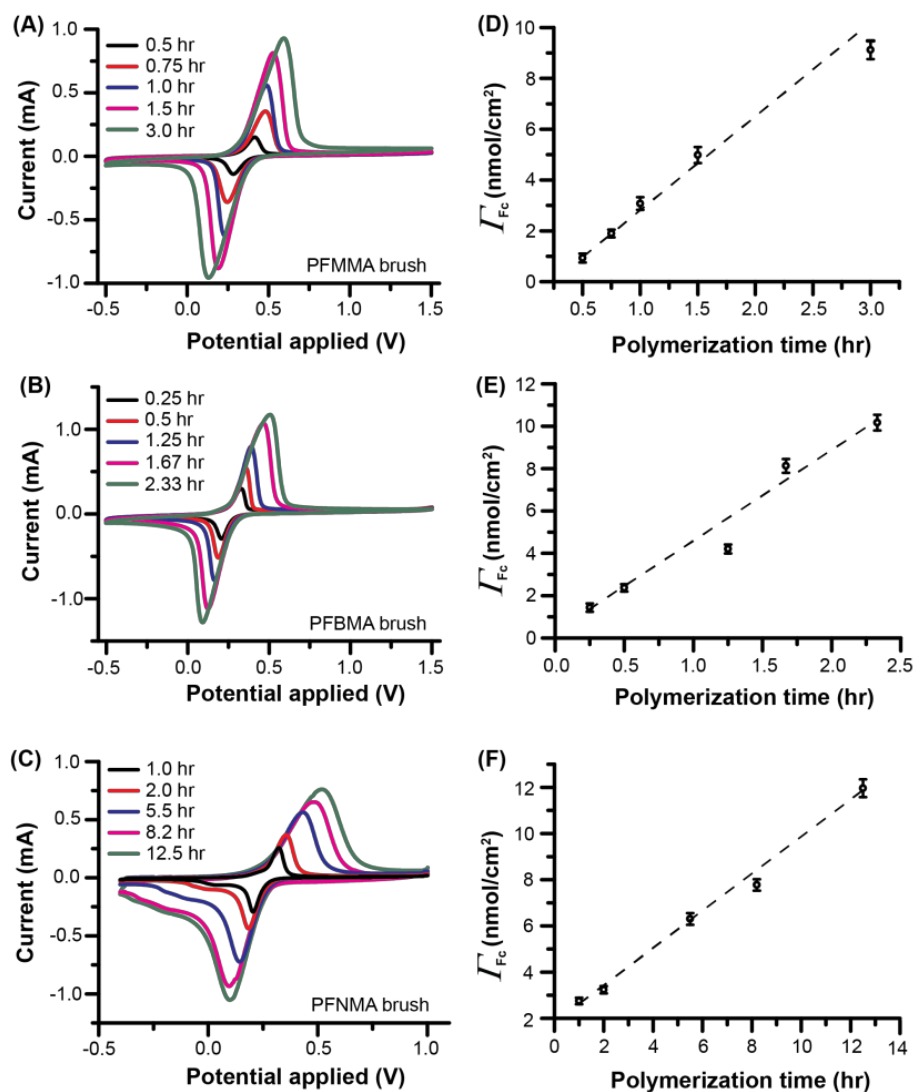 (A)
1.0
0.5
0.0
-0.5
-1.0
Current (mA)
0.5 hr
0.75 hr
1.0 hr
1.5 hr
3.0 hr
PFMMA brush
-0.5 0.0 0.5 1.0 1.5
Potential applied (V)
(D)
10
8
6
4
2
0
ΓFc (nmol/cm²)
0.5 1.0 1.5 2.0 2.5 3.0
Polymerization time (hr)
(B)
1.0
0.0
-1.0
Current (mA)
0.25 hr
0.5 hr
1.25 hr
1.67 hr
2.33 hr
PFBMA brush
-0.5 0.0 0.5 1.0 1.5
Potential applied (V)
(E)
12
10
8
6
4
2
0
ΓFc (nmol/cm²)
0.0 0.5 1.0 1.5 2.0 2.5
Polymerization time (hr)
(C)
1.0
0.5
0.0
-0.5
-1.0
Current (mA)
1.0 hr
2.0 hr
5.5 hr
8.2 hr
12.5 hr
PFNMA brush
-0.5 0.0 0.5 1.0
Potential applied (V)
(F)
12
10
8
6
4
2
ΓFc (nmol/cm²)
0 2 4 6 8 10 12 14
Polymerization time (hr)